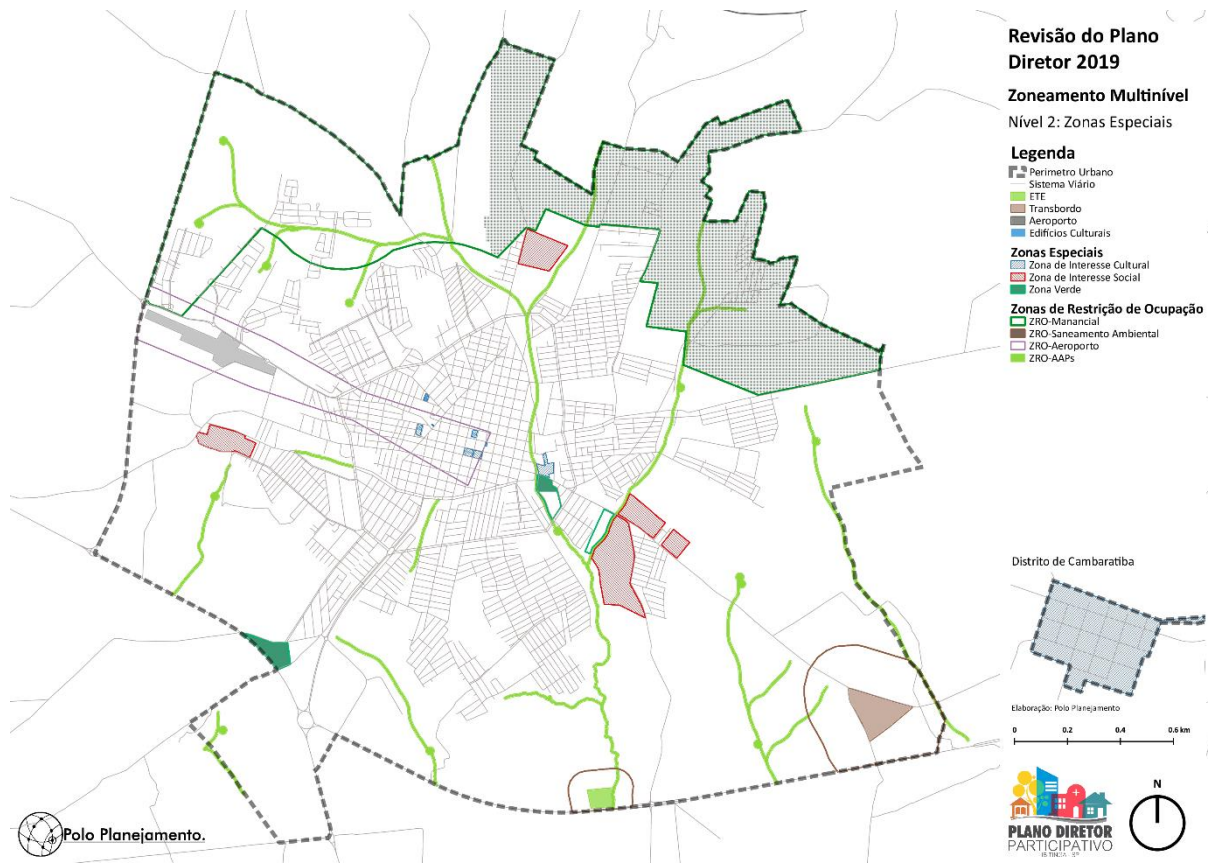 Revisão do Plano
Diretor 2019
Zoneamento Multinível
Nível 2: Zonas Especiais
Legenda
Perimetro Urbano
Sistema Viário
ETE
Transbordo
Aeroporto
Edifícios Culturais
Zonas Especiais
Zona de Interesse Cultural
Zona de Interesse Social
Zona Verde
Zonas de Restrição de Ocupação
ZRO-Manancial
ZRO-Saneamento Ambiental
ZRO-Aeroporto
ZRO-AAPs
Distrito de Cambaratiba
Elaboração: Polo Planejamento
0 0.2 0.4 0.6 km
N
PLANO DIRETOR
PARTICIPATIVO
IBITINGA - SP
Polo Planejamento.